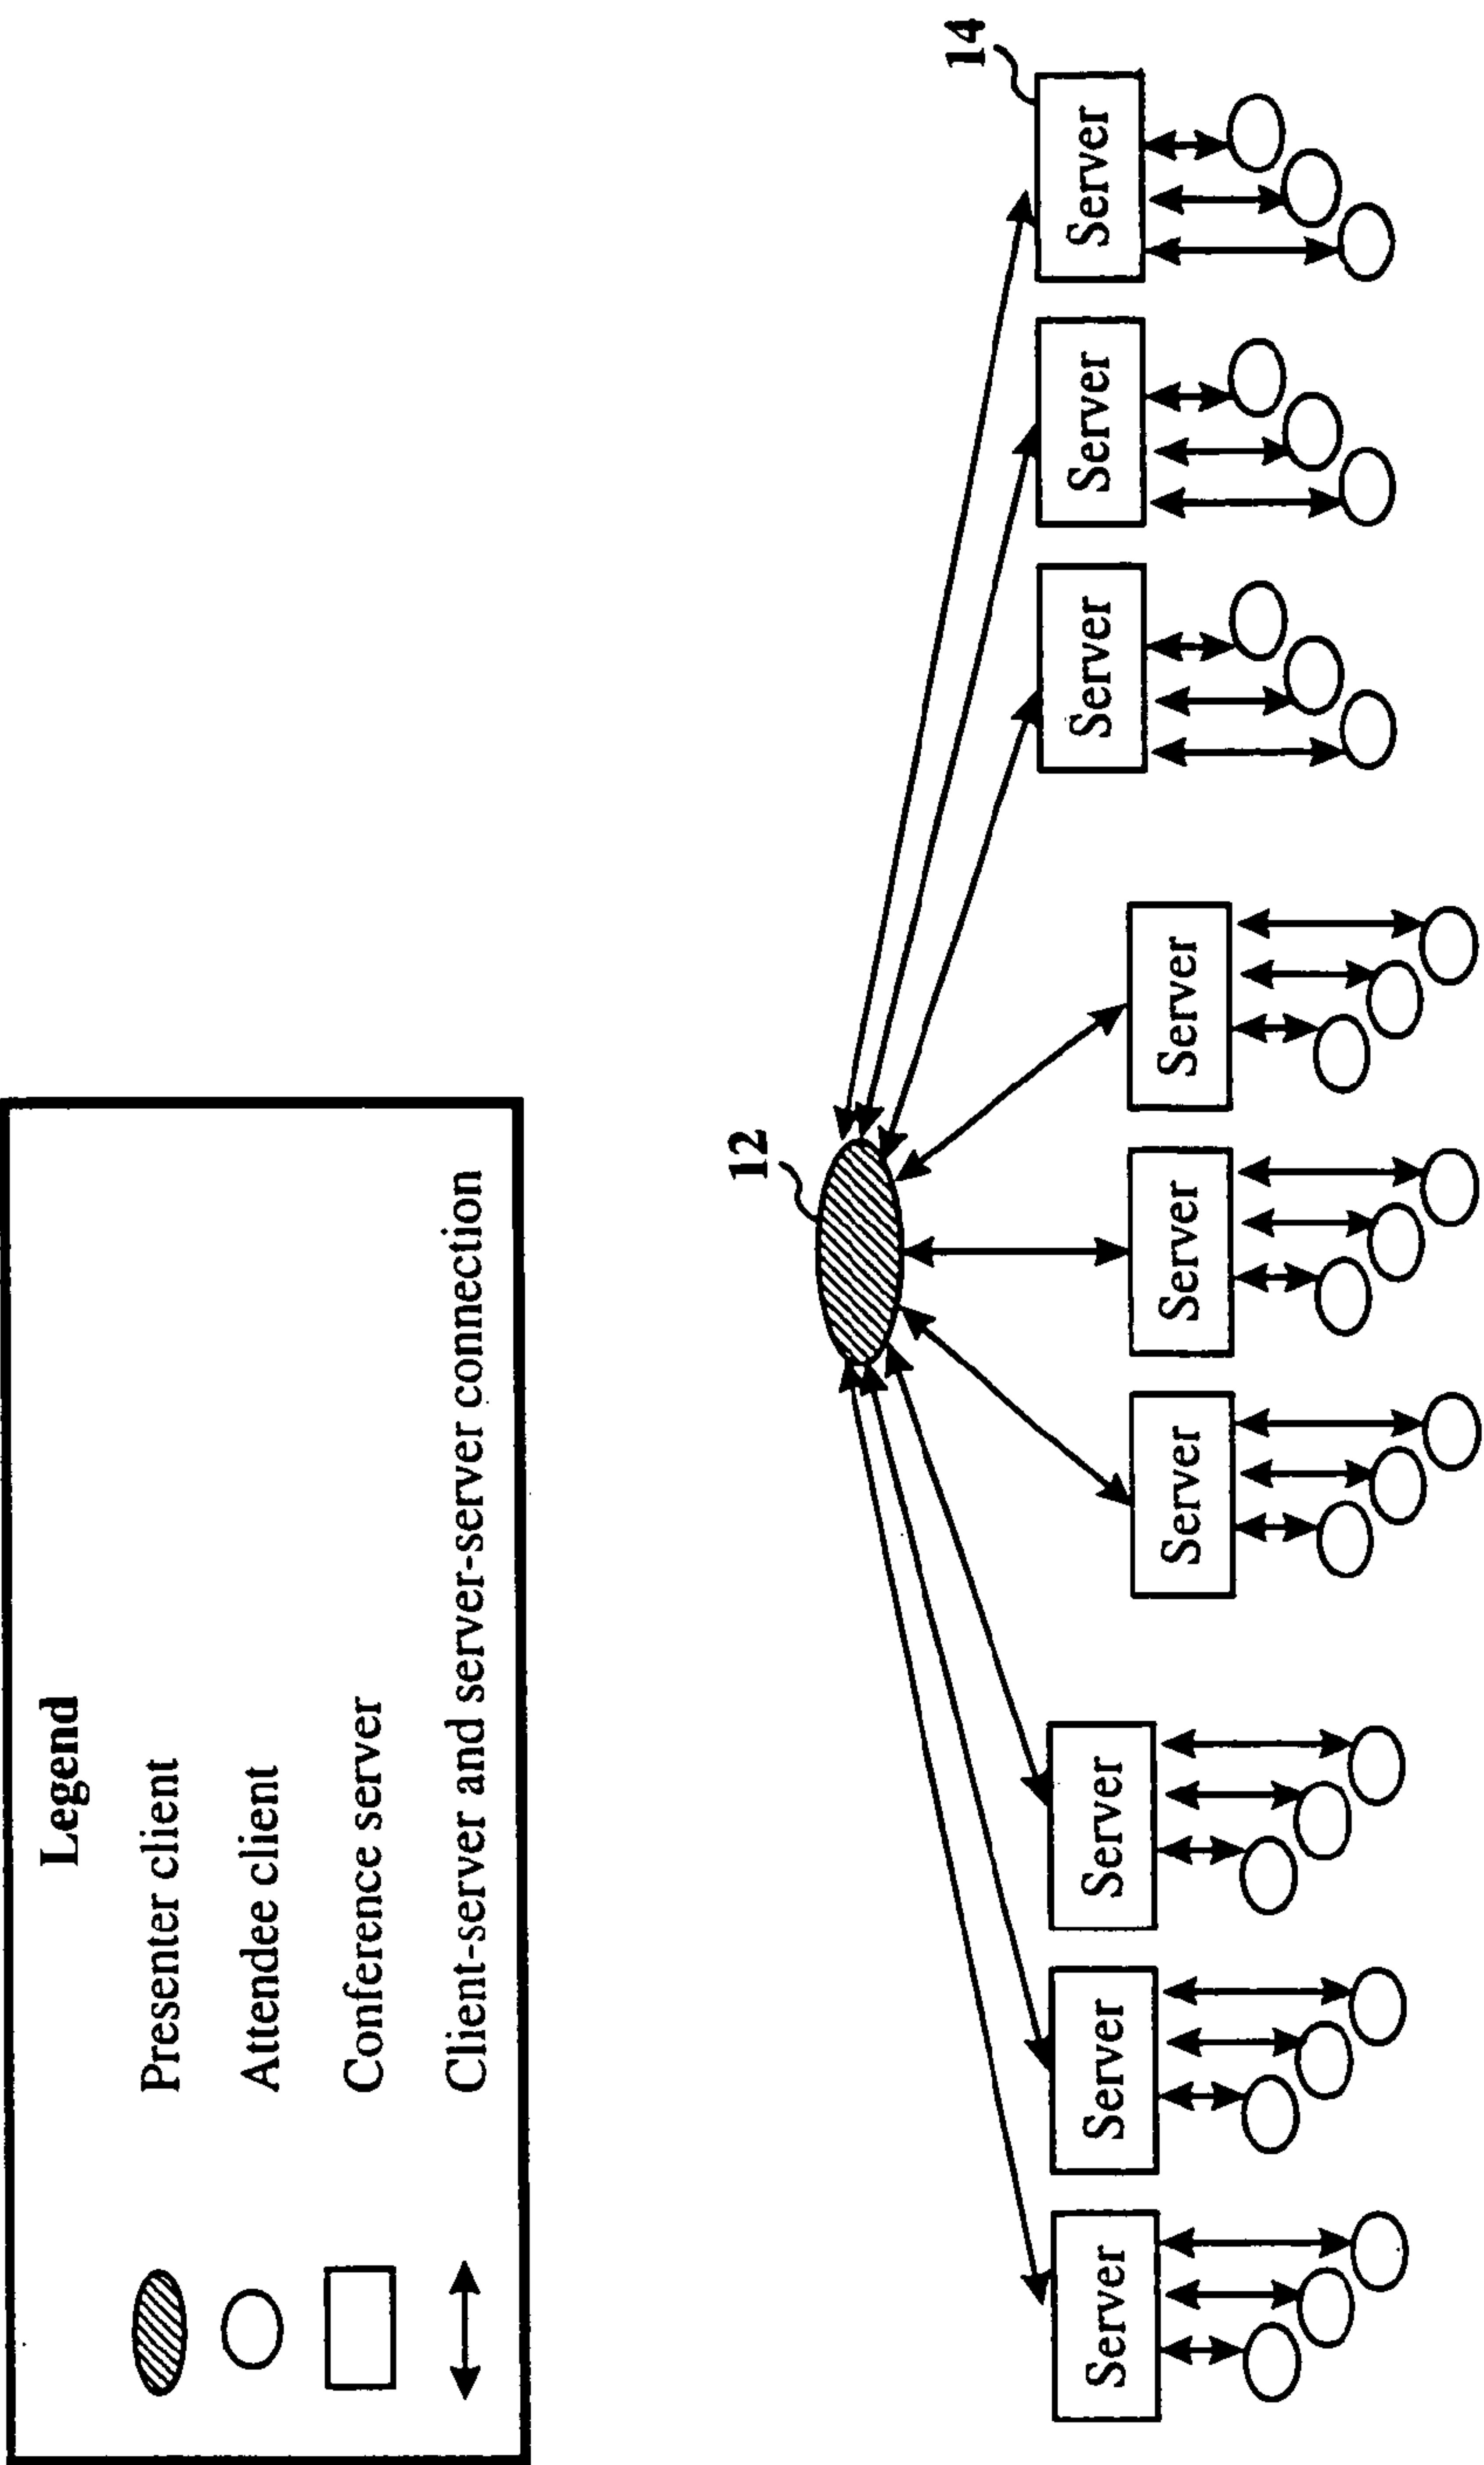 Legend
Presenter client
Attendee client
Conference server
Client-server and server-server connection
12
14
Server
Server
Server
Server
Server
Server
Server
Server
Server